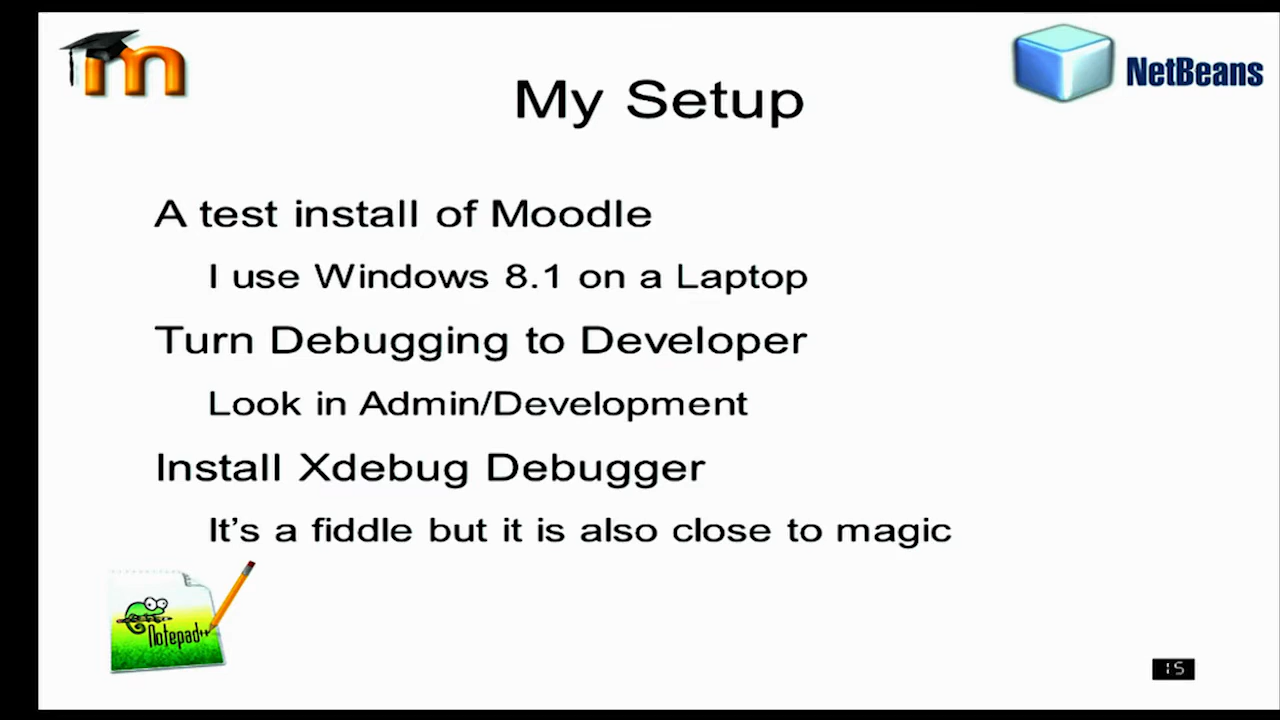 m
NetBeans
My Setup
A test install of Moodle
I use Windows 8.1 on a Laptop
Turn Debugging to Developer
Look in Admin/Development
Install Xdebug Debugger
It’s a fiddle but it is also close to magic
Notepad++
15